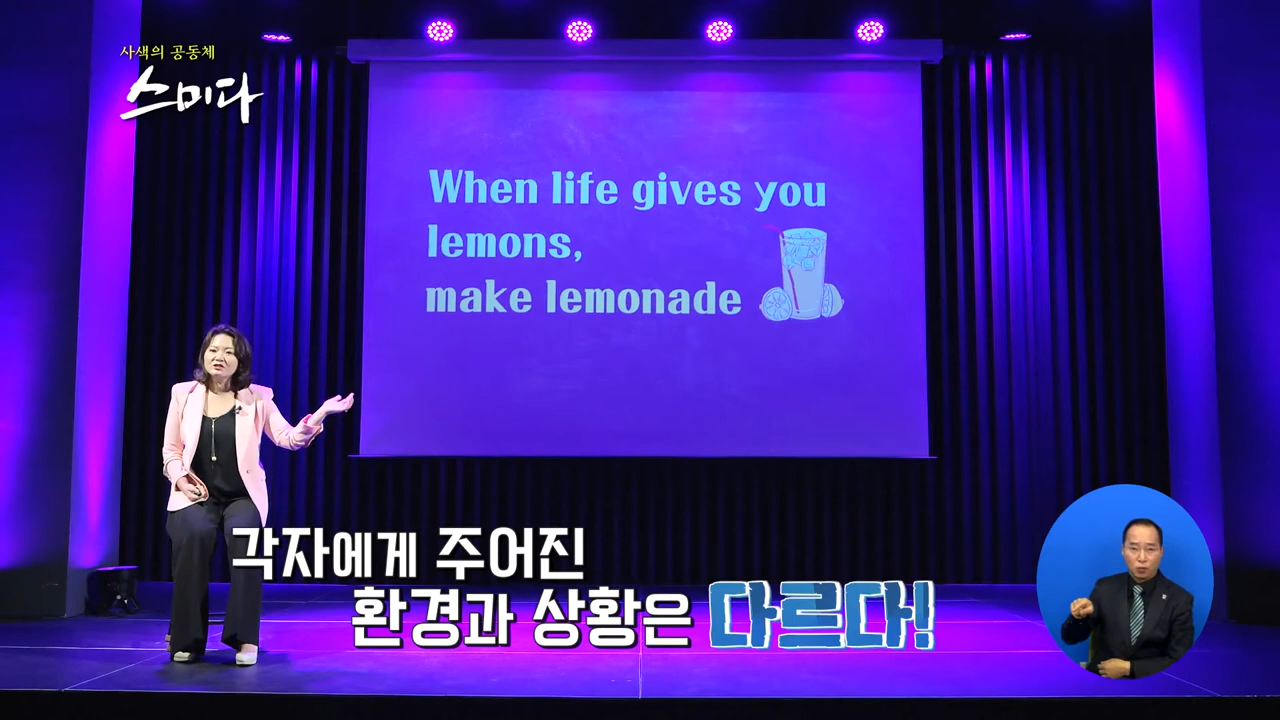 사색의 공동체
스미다
When life gives you
lemons,
make lemonade
각자에게 주어진
환경과 상황은 다르다!